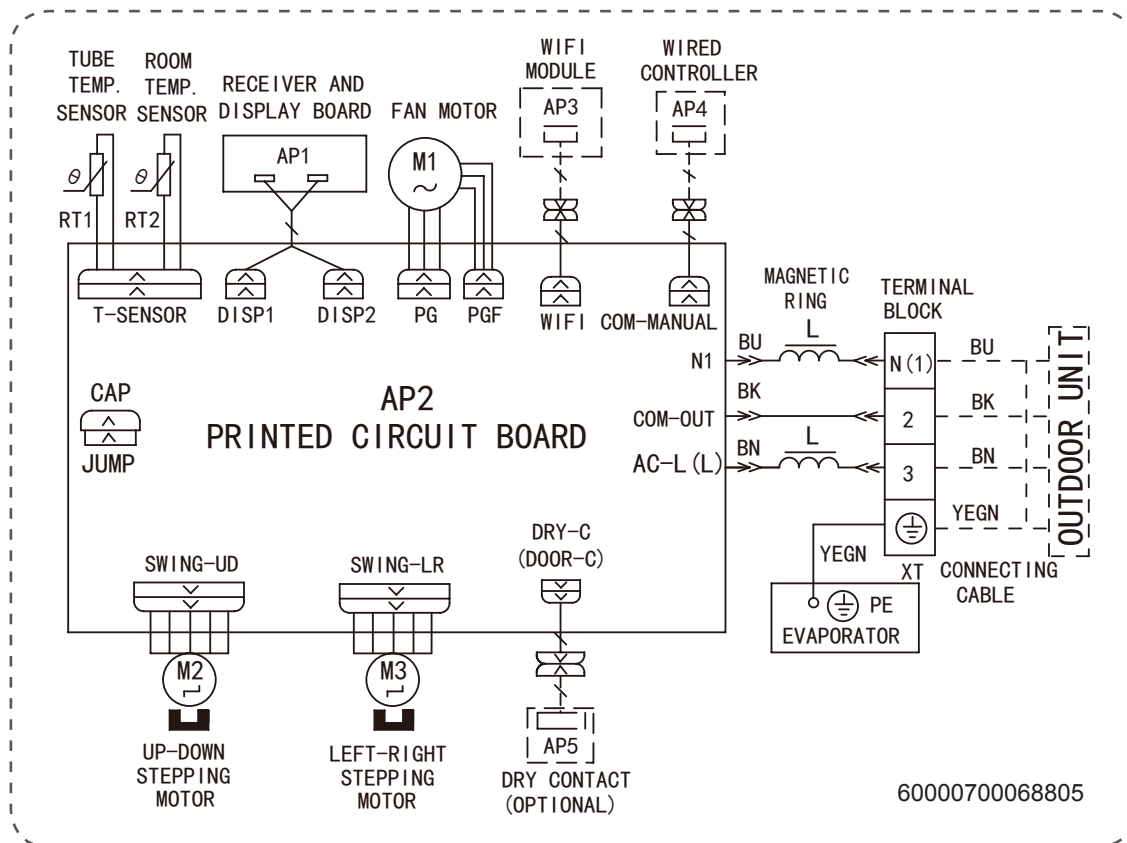 TUBE
TEMP.
SENSOR
ROOM
TEMP.
SENSOR
RECEIVER AND
DISPLAY BOARD
FAN MOTOR
WIFI
MODULE
WIRED
CONTROLLER
AP1
M1
AP3
AP4
θ
θ
RT1
RT2
T-SENSOR
DISP1
DISP2
PG
PGF
WIFI
COM-MANUAL
MAGNETIC
RING
TERMINAL
BLOCK
N1
BU
L
N(1)
BU
CAP
JUMP
AP2
PRINTED CIRCUIT BOARD
COM-OUT
BK
2
BK
AC-L(L)
BN
L
3
BN
YEGN
OUTDOOR UNIT
YEGN
XT
CONNECTING
CABLE
PE
EVAPORATOR
SWING-UD
SWING-LR
DRY-C
(DOOR-C)
M2
M3
UP-DOWN
STEPPING
MOTOR
LEFT-RIGHT
STEPPING
MOTOR
AP5
DRY CONTACT
(OPTIONAL)
60000700068805